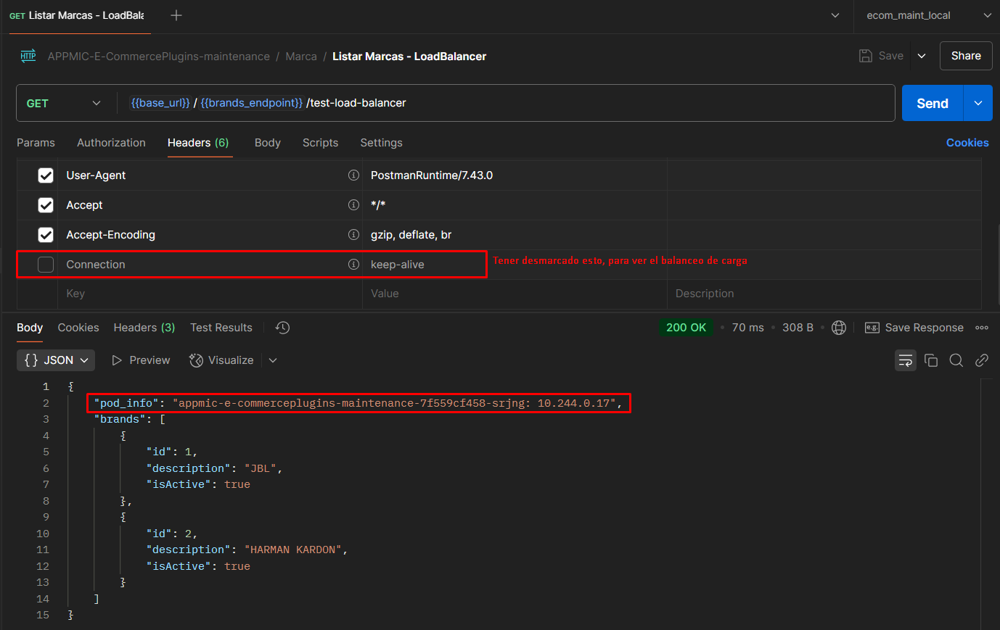 GET Listar Marcas - LoadBala
ecom_maint_local
HTTP APPMIC-E-CommercePlugins-maintenance / Marca / Listar Marcas - LoadBalancer
Save
Share
GET
{{base_url}} / {{brands_endpoint}} /test-load-balancer
Send
Params Authorization Headers (6) Body Scripts Settings Cookies
User-Agent PostmanRuntime/7.43.0
Accept */*
Accept-Encoding gzip, deflate, br
Connection keep-alive Tener desmarcado esto, para ver el balanceo de carga
Key Value Description
Body Cookies Headers (3) Test Results 200 OK • 70 ms • 308 B • e.g. Save Response
{} JSON Preview Visualize
1 {
2 "pod_info": "appmic-e-commerceplugins-maintenance-7f559cf458-srjng: 10.244.0.17",
3 "brands": [
4 {
5 "id": 1,
6 "description": "JBL",
7 "isActive": true
8 },
9 {
10 "id": 2,
11 "description": "HARMAN KARDON",
12 "isActive": true
13 }
14 ]
15 }